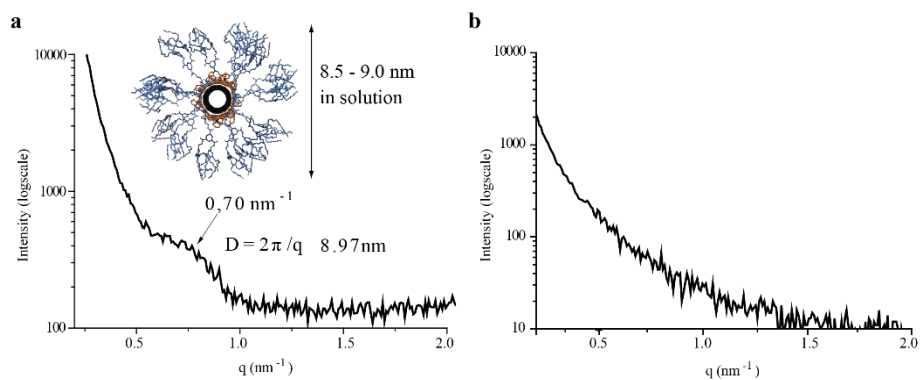 a
10000
1000
100
Intensity (logscale)
0.5
1.0
1.5
2.0
q (nm⁻¹)
8.5 - 9.0 nm
in solution
0,70 nm⁻¹
D = 2π/q 8.97nm
b
10000
1000
100
10
Intensity (logscale)
0.5
1.0
1.5
2.0
q (nm⁻¹)